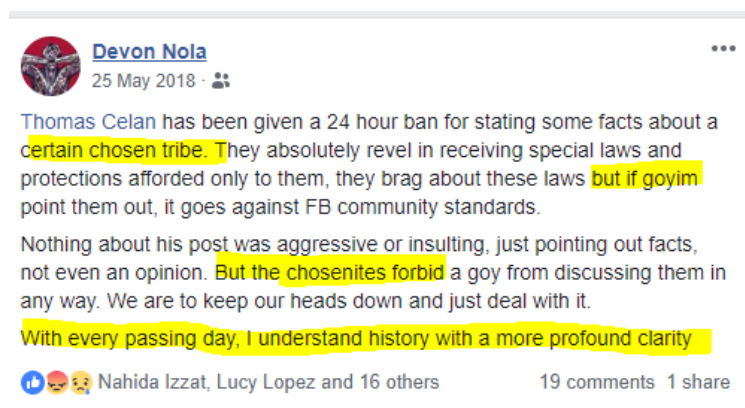 Devon Nola
25 May 2018 ·
Thomas Celan has been given a 24 hour ban for stating some facts about a
certain chosen tribe. They absolutely revel in receiving special laws and
protections afforded only to them, they brag about these laws but if goyim
point them out, it goes against FB community standards.
Nothing about his post was aggressive or insulting, just pointing out facts,
not even an opinion. But the chosenites forbid a goy from discussing them in
any way. We are to keep our heads down and just deal with it.
With every passing day, I understand history with a more profound clarity
Nahida Izzat, Lucy Lopez and 16 others 19 comments 1 share